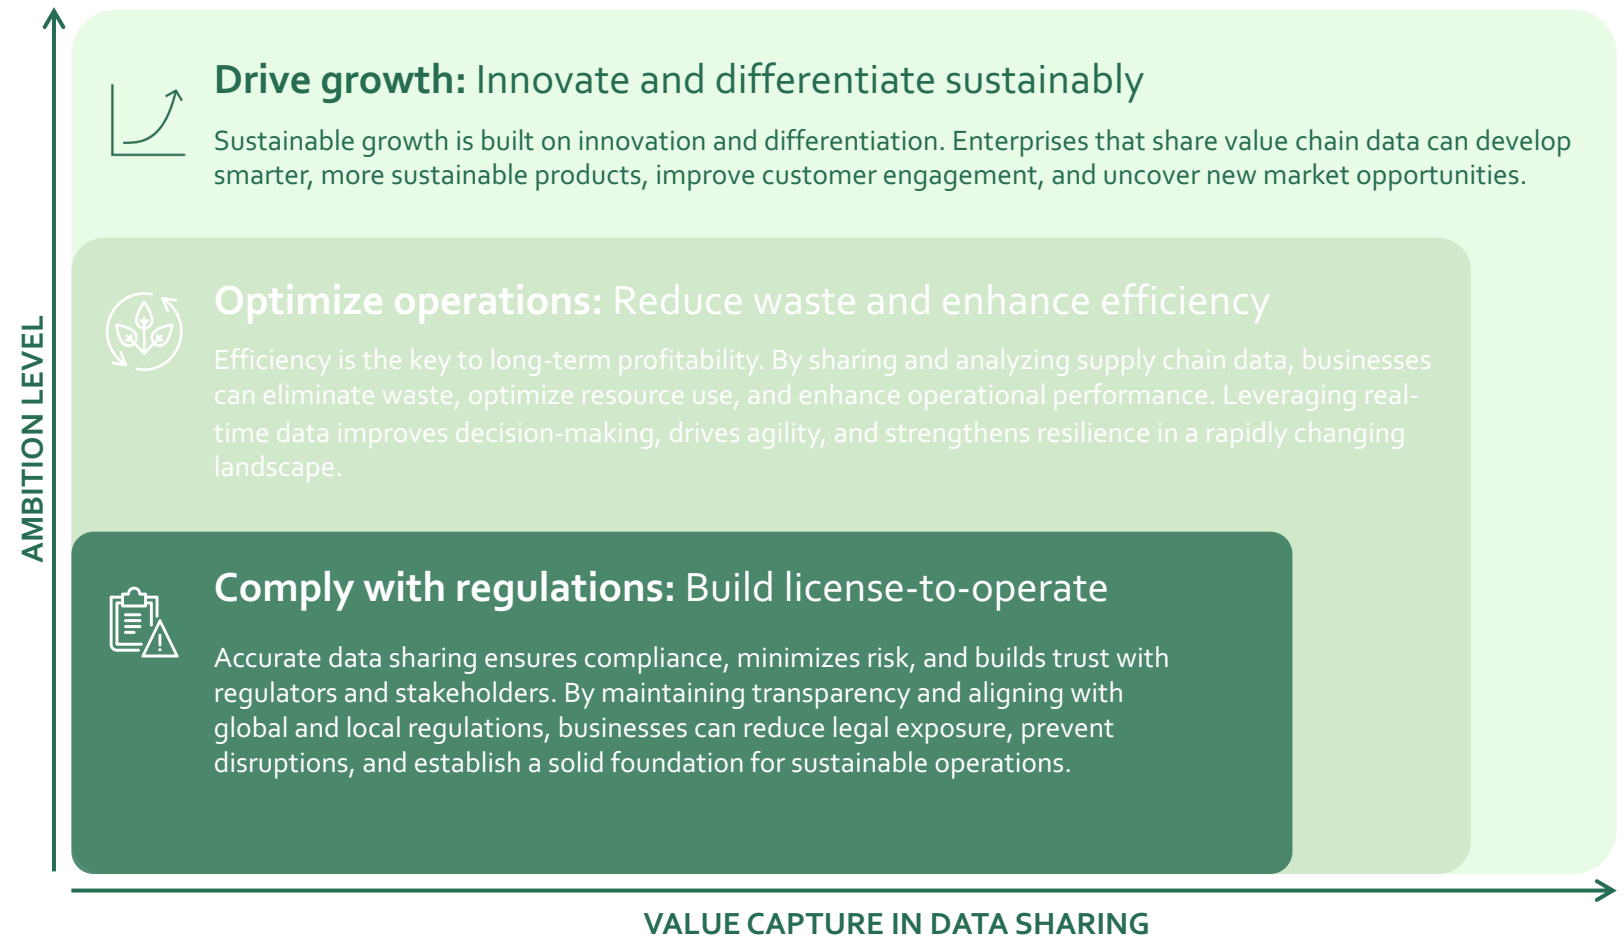 Drive growth: Innovate and differentiate sustainably
Sustainable growth is built on innovation and differentiation. Enterprises that share value chain data can develop
smarter, more sustainable products, improve customer engagement, and uncover new market opportunities.
Optimize operations: Reduce waste and enhance efficiency
Efficiency is the key to long-term profitability. By sharing and analyzing supply chain data, businesses
can eliminate waste, optimize resource use, and enhance operational performance. Leveraging real-
time data improves decision-making, drives agility, and strengthens resilience in a rapidly changing
landscape.
Comply with regulations: Build license-to-operate
Accurate data sharing ensures compliance, minimizes risk, and builds trust with
regulators and stakeholders. By maintaining transparency and aligning with
global and local regulations, businesses can reduce legal exposure, prevent
disruptions, and establish a solid foundation for sustainable operations.
AMBITION LEVEL
VALUE CAPTURE IN DATA SHARING